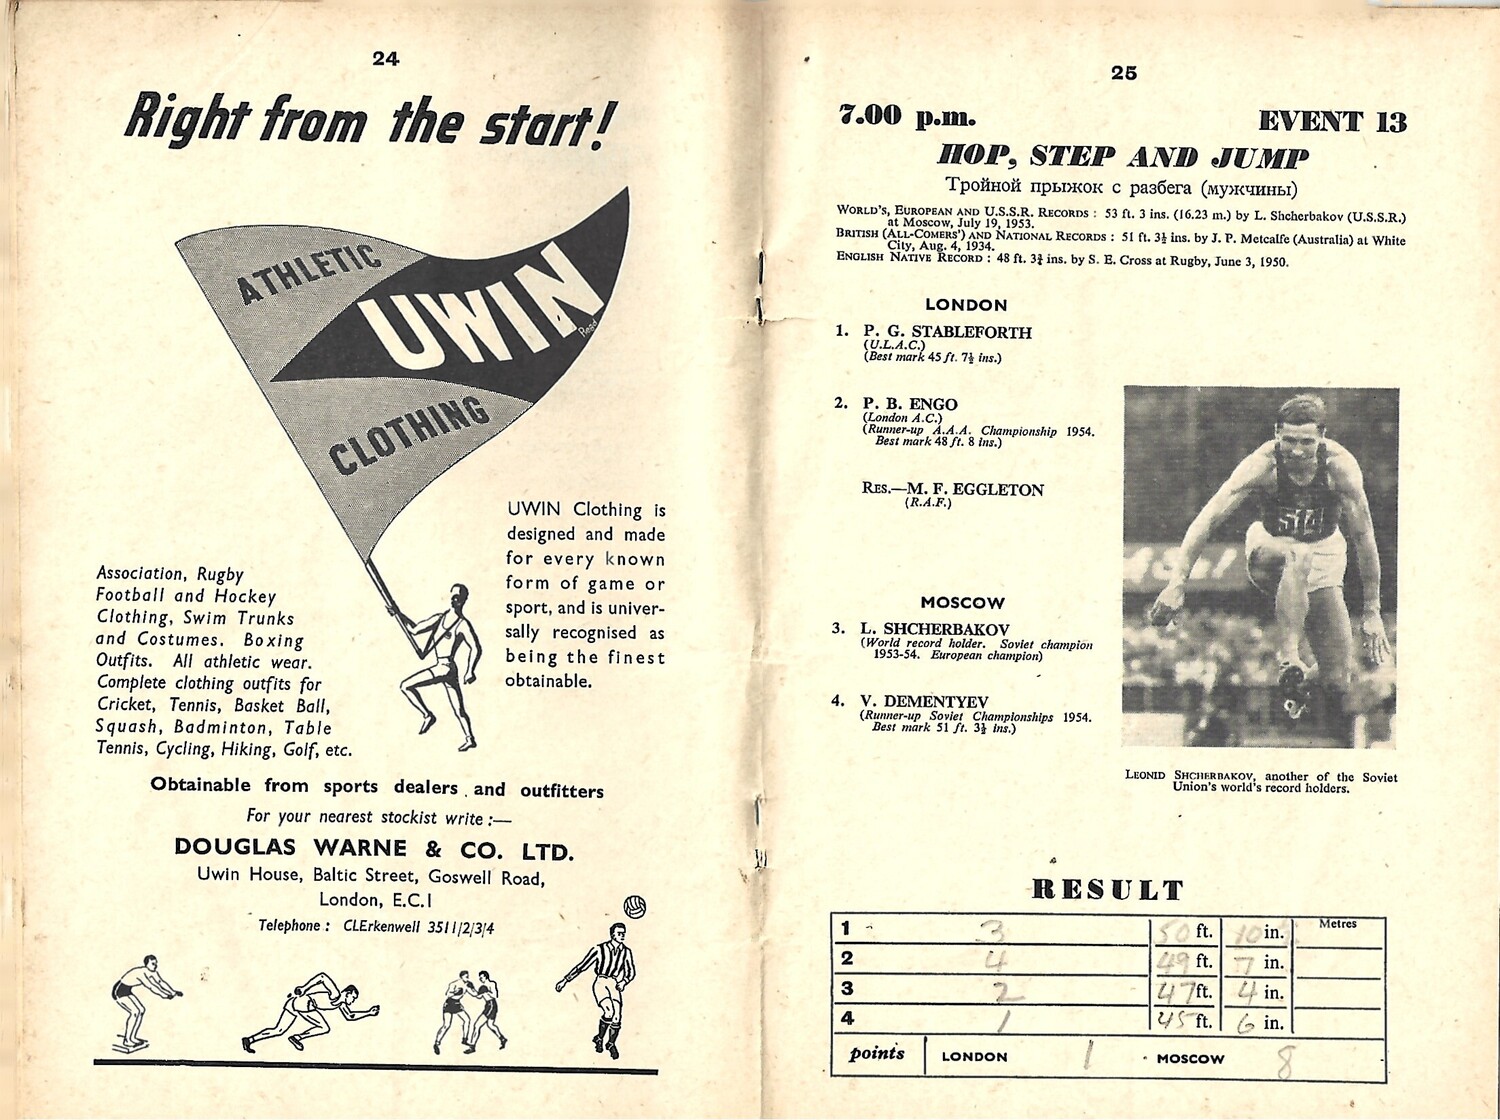 24
Right from the start!
ATHLETIC
UWIN
Read
CLOTHING
UWIN Clothing is
designed and made
for every known
form of game or
sport, and is univer-
sally recognised as
being the finest
obtainable.
Association, Rugby
Football and Hockey
Clothing, Swim Trunks
and Costumes. Boxing
Outfits. All athletic wear.
Complete clothing outfits for
Cricket, Tennis, Basket Ball,
Squash, Badminton, Table
Tennis, Cycling, Hiking, Golf, etc.
Obtainable from sports dealers and outfitters
For your nearest stockist write :—
DOUGLAS WARNE & CO. LTD.
Uwin House, Baltic Street, Goswell Road,
London, E.C.1
Telephone : CLErkenwell 3511/2/3/4
25
7.00 p.m. EVENT 13
HOP, STEP AND JUMP
Тройной прыжок с разбега (мужчины)
WORLD'S, EUROPEAN AND U.S.S.R. RECORDS : 53 ft. 3 ins. (16.23 m.) by L. Shcherbakov (U.S.S.R.)
at Moscow, July 19, 1953.
BRITISH (ALL-COMERS') AND NATIONAL RECORDS : 51 ft. 3½ ins. by J. P. Metcalfe (Australia) at White
City, Aug. 4, 1934.
ENGLISH NATIVE RECORD : 48 ft. 3¾ ins. by S. E. Cross at Rugby, June 3, 1950.
LONDON
1. P. G. STABLEFORTH
(U.L.A.C.)
(Best mark 45 ft. 7½ ins.)
2. P. B. ENGO
(London A.C.)
(Runner-up A.A.A. Championship 1954.
Best mark 48 ft. 8 ins.)
RES.—M. F. EGGLETON
(R.A.F.)
MOSCOW
3. L. SHCHERBAKOV
(World record holder. Soviet champion
1953-54. European champion)
4. V. DEMENTYEV
(Runner-up Soviet Championships 1954.
Best mark 51 ft. 3½ ins.)
LEONID SHCHERBAKOV, another of the Soviet
Union's world's record holders.
RESULT
1 3 50 ft. 10 in. Metres
2 4 49 ft. 7 in.
3 2 47 ft. 4 in.
4 1 45 ft. 6 in.
points LONDON 1 MOSCOW 8